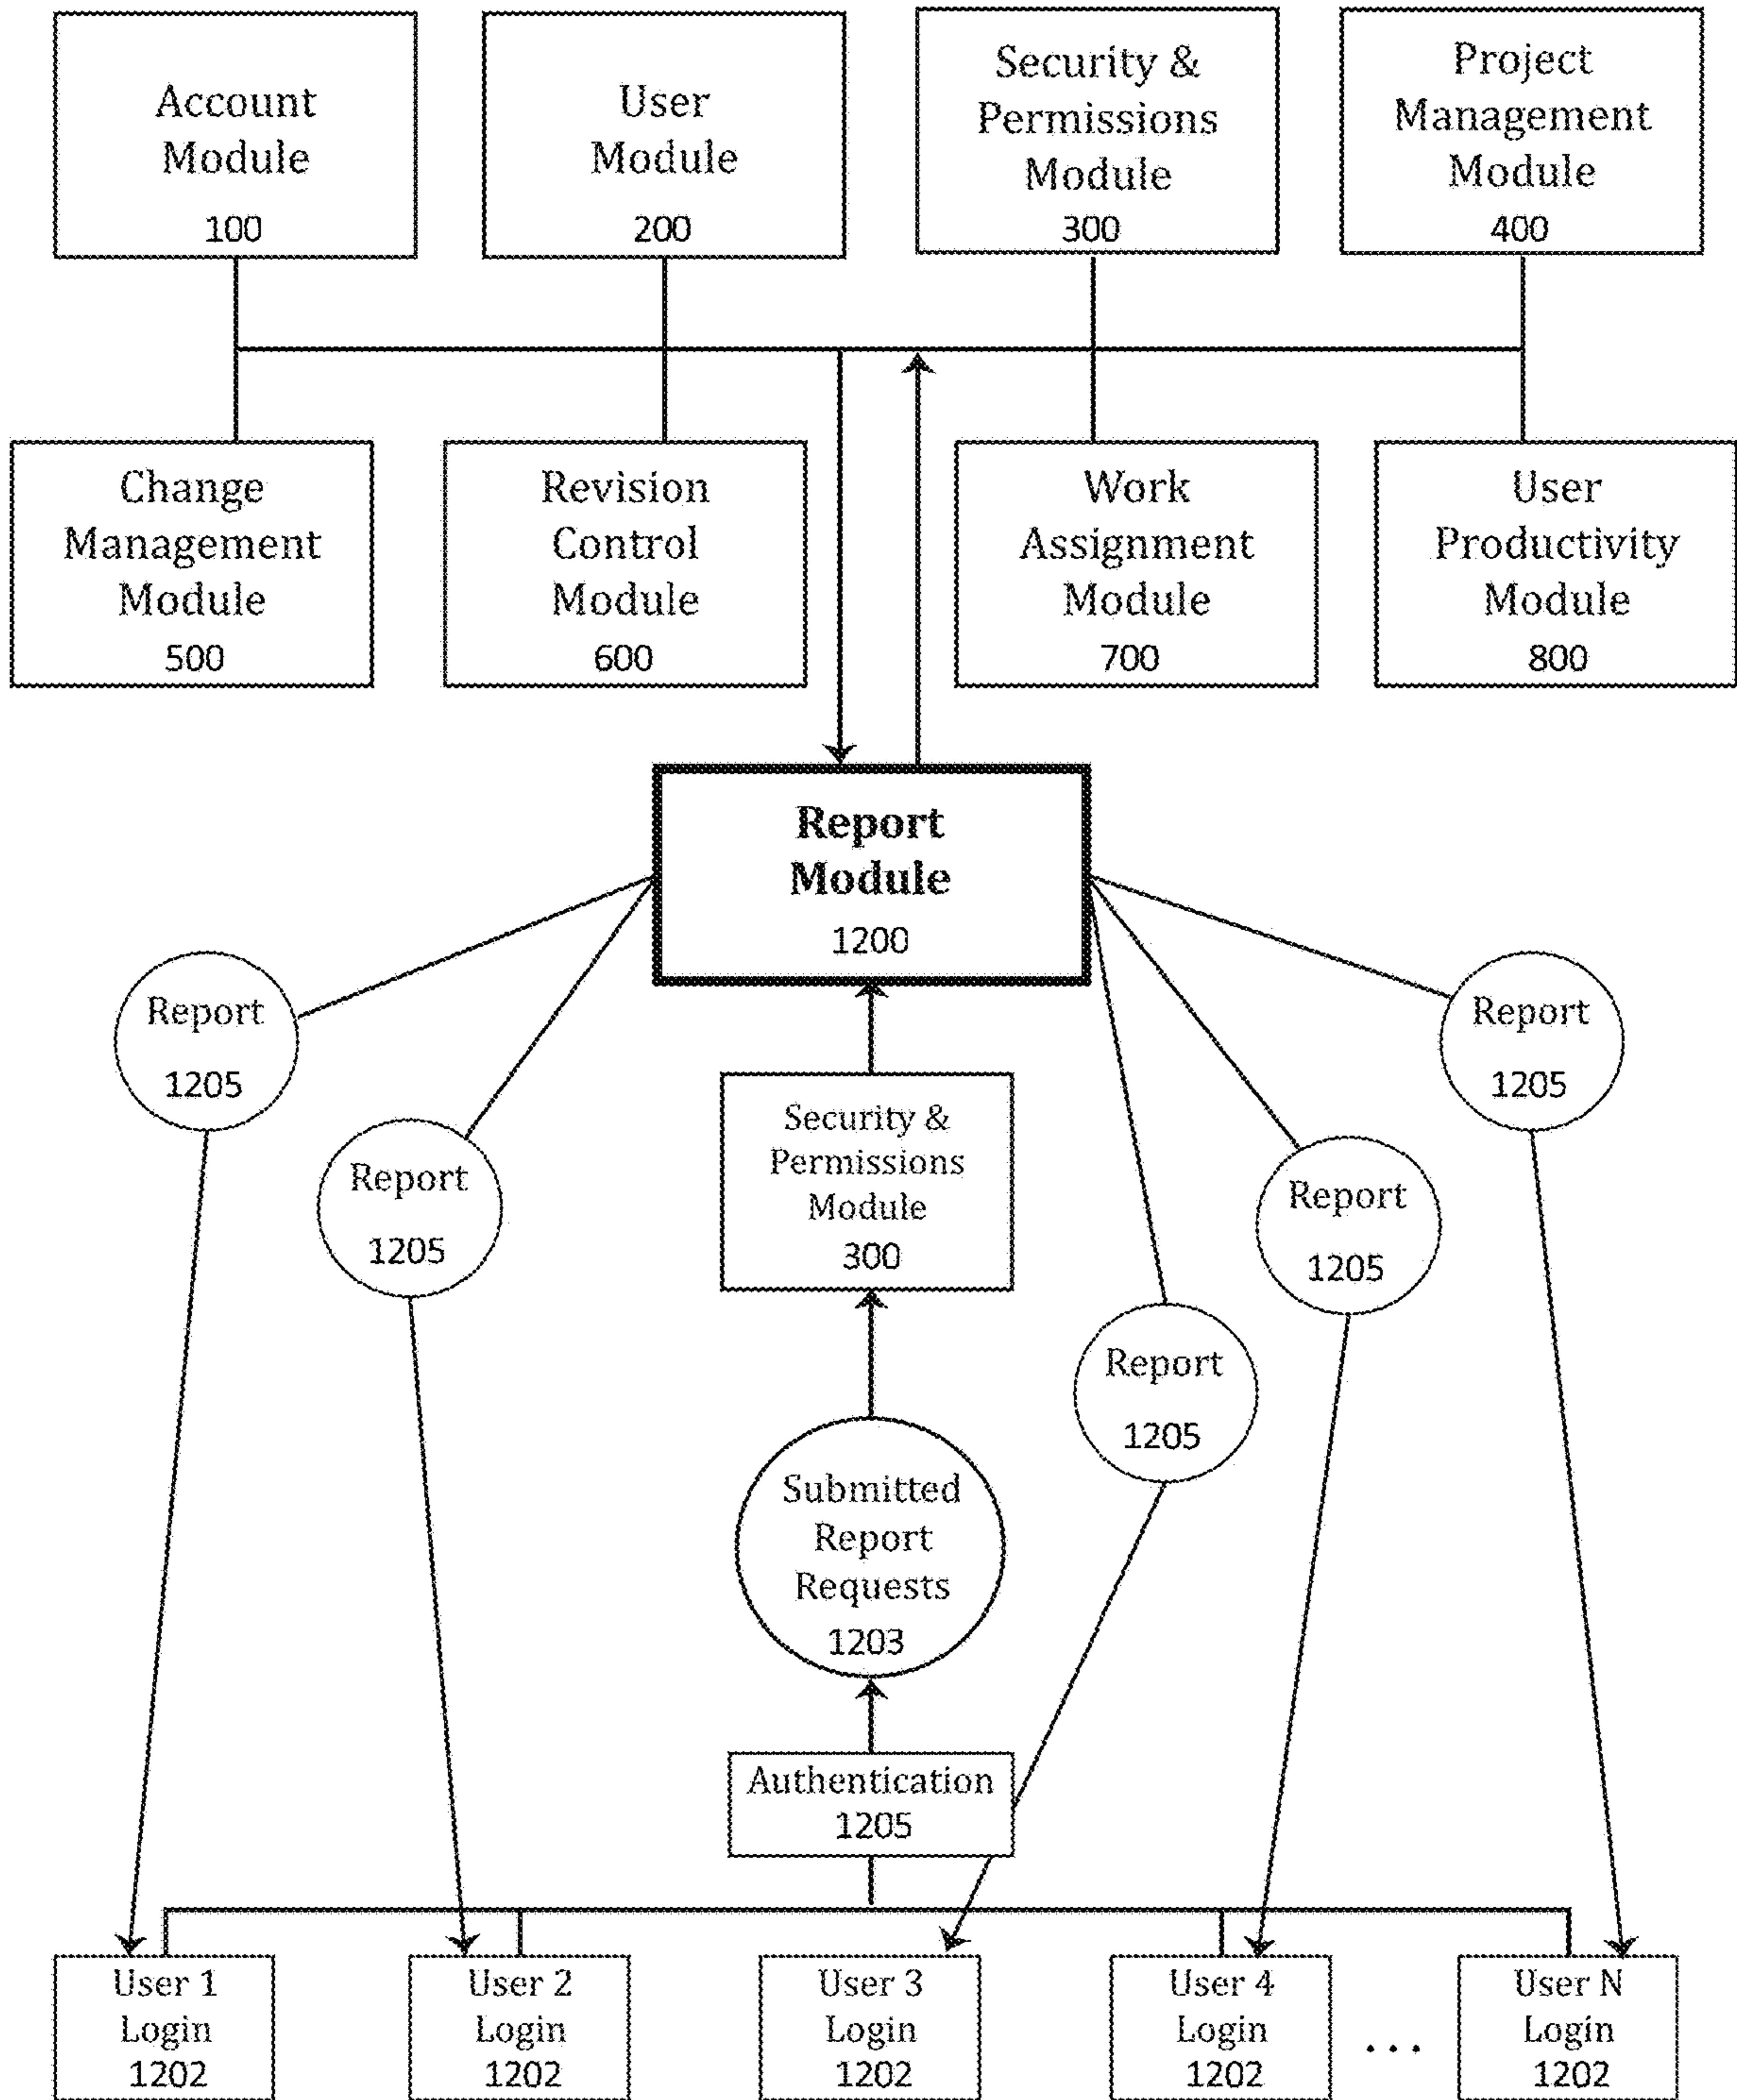 Account
Module
100
User
Module
200
Security &
Permissions
Module
300
Project
Management
Module
400
Change
Management
Module
500
Revision
Control
Module
600
Work
Assignment
Module
700
User
Productivity
Module
800
Report
Module
1200
Report
1205
Report
1205
Security &
Permissions
Module
300
Report
1205
Report
1205
Report
1205
Submitted
Report
Requests
1203
Authentication
1205
User 1
Login
1202
User 2
Login
1202
User 3
Login
1202
User 4
Login
1202
...
User N
Login
1202